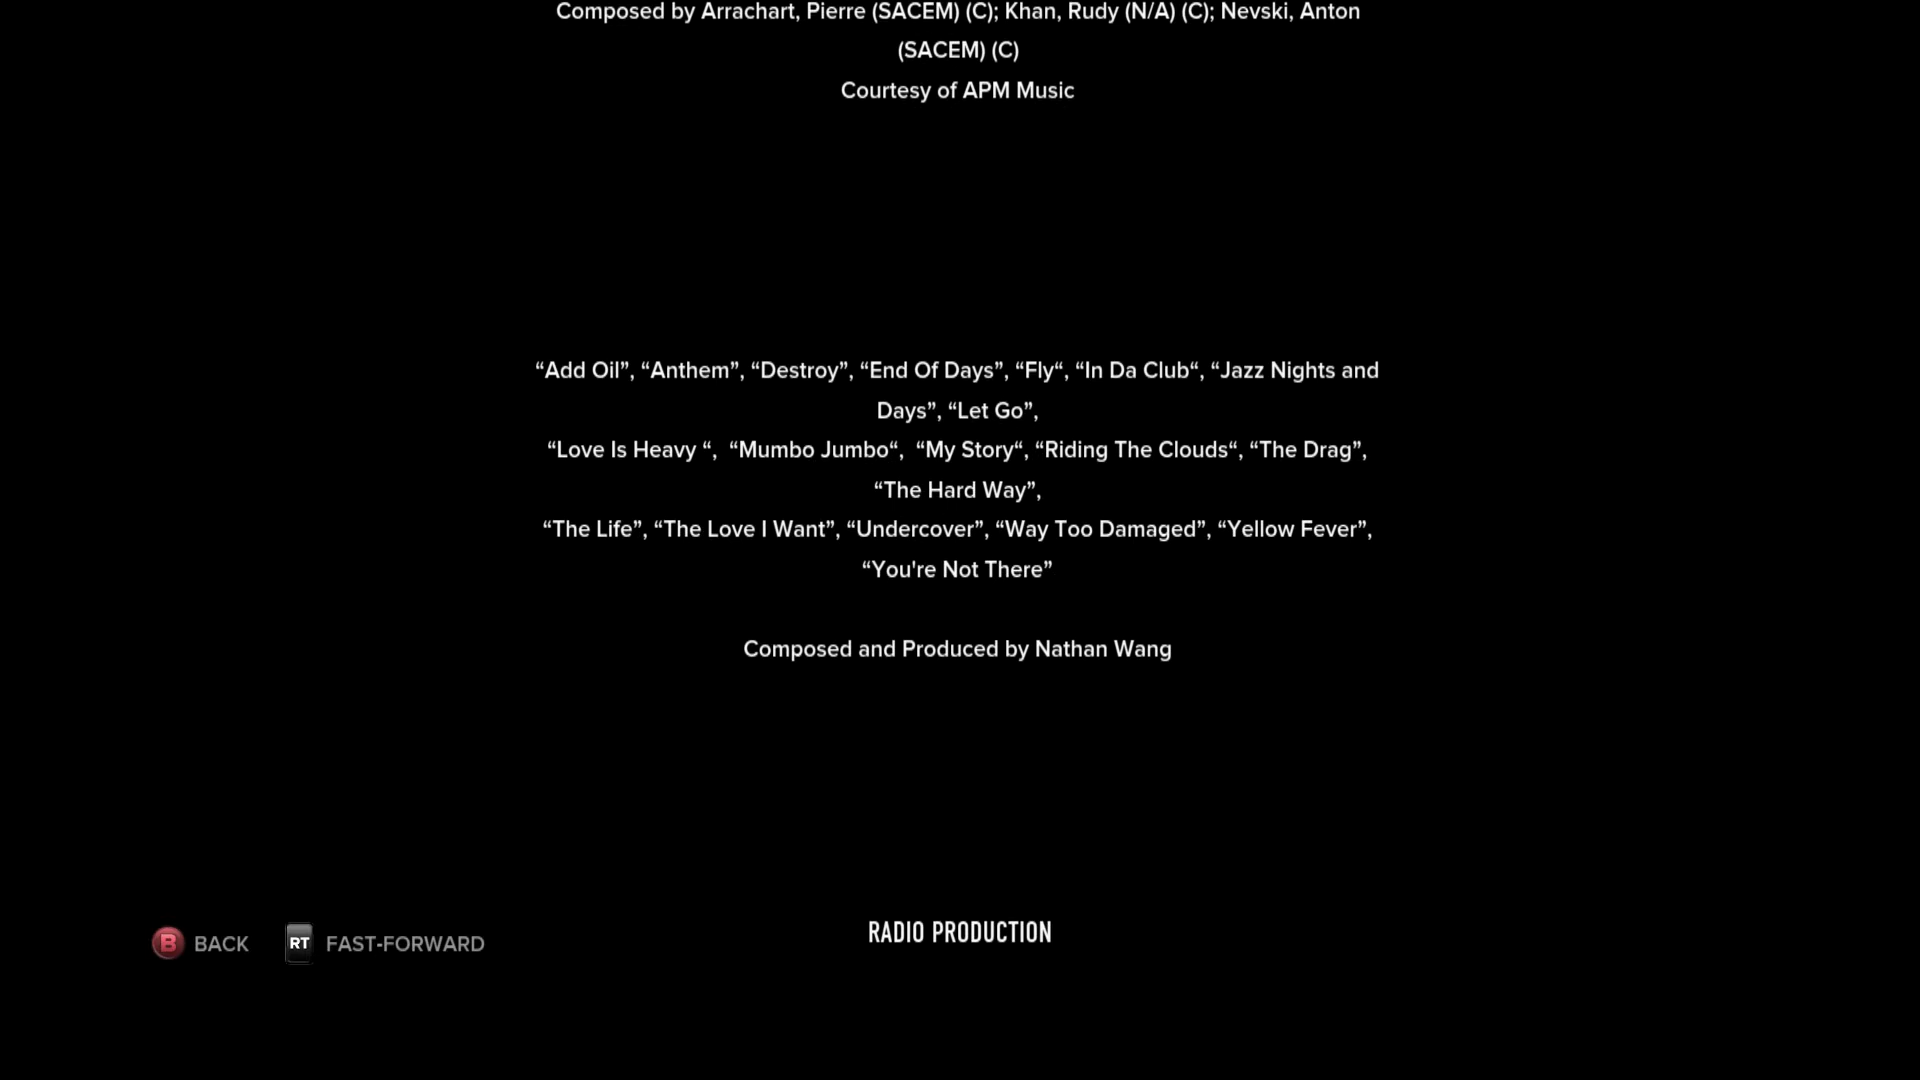 Composed by Arrachart, Pierre (SACEM) (C); Khan, Rudy (N/A) (C); Nevski, Anton
(SACEM) (C)
Courtesy of APM Music
“Add Oil”, “Anthem”, “Destroy”, “End Of Days”, “Fly“, “In Da Club“, “Jazz Nights and
Days”, “Let Go”,
“Love Is Heavy “,  “Mumbo Jumbo“,  “My Story“, “Riding The Clouds“, “The Drag”,
“The Hard Way”,
“The Life”, “The Love I Want”, “Undercover”, “Way Too Damaged”, “Yellow Fever”,
“You're Not There”
Composed and Produced by Nathan Wang
RADIO PRODUCTION
B BACK RT FAST-FORWARD